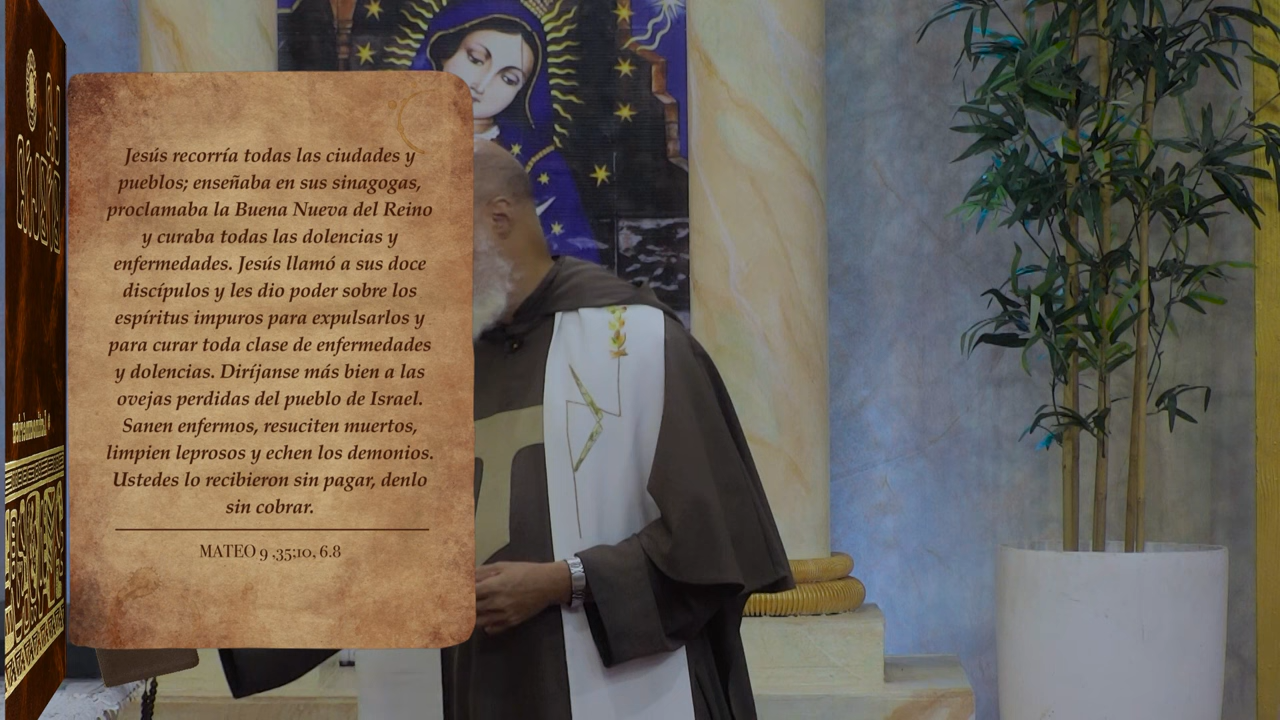 Jesús recorría todas las ciudades y
pueblos; enseñaba en sus sinagogas,
proclamaba la Buena Nueva del Reino
y curaba todas las dolencias y
enfermedades. Jesús llamó a sus doce
discípulos y les dio poder sobre los
espíritus impuros para expulsarlos y
para curar toda clase de enfermedades
y dolencias. Diríjanse más bien a las
ovejas perdidas del pueblo de Israel.
Sanen enfermos, resuciten muertos,
limpien leprosos y echen los demonios.
Ustedes lo recibieron sin pagar, denlo
sin cobrar.
MATEO 9 ,35;10, 6.8